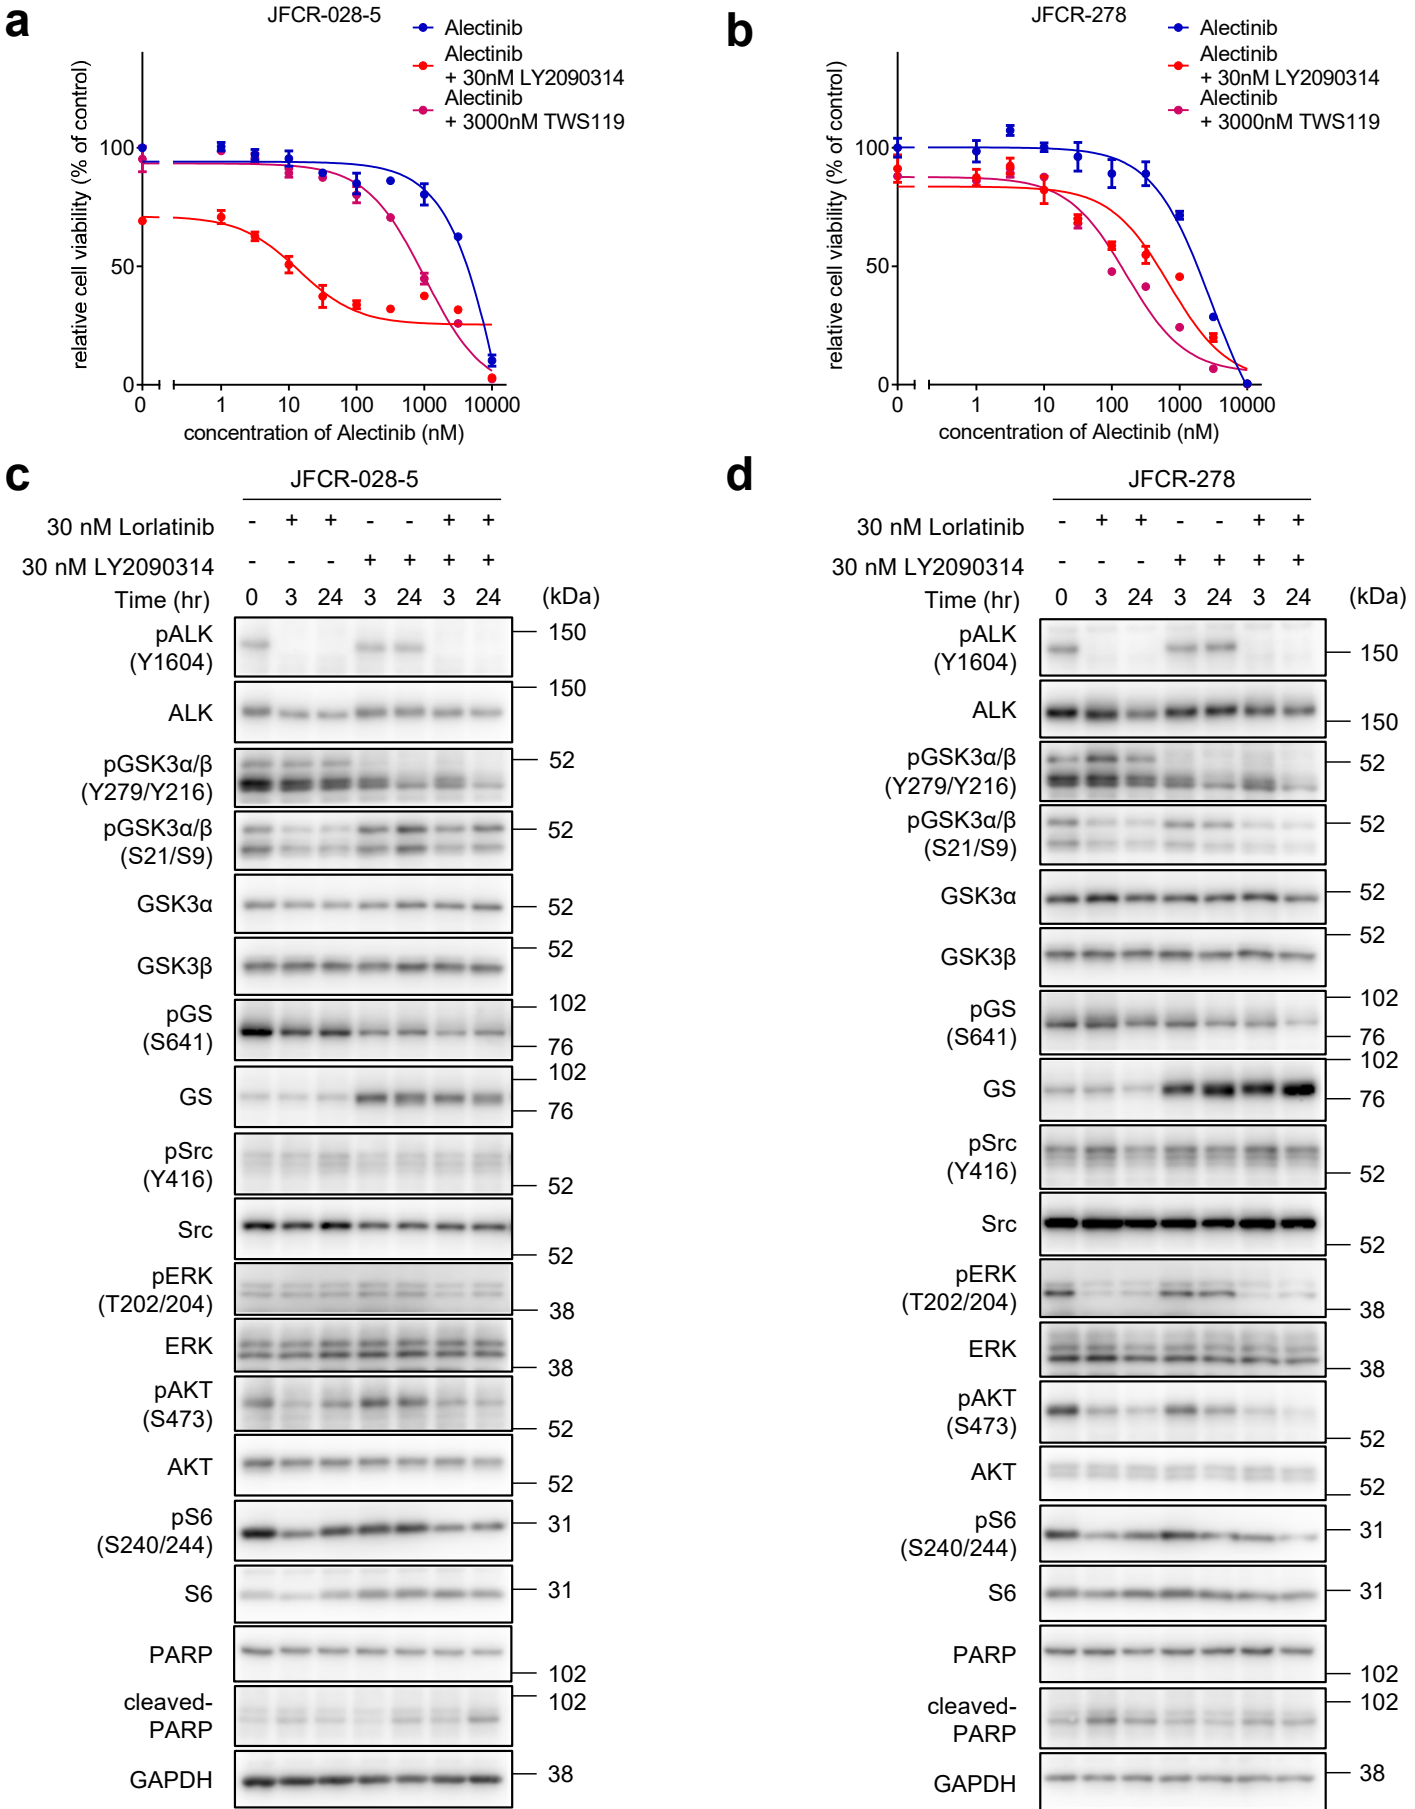 a
JFCR-028-5
Alectinib
Alectinib
+ 30nM LY2090314
Alectinib
+ 3000nM TWS119
relative cell viability (% of control)
100
50
0
0 1 10 100 1000 10000
concentration of Alectinib (nM)
b
JFCR-278
Alectinib
Alectinib
+ 30nM LY2090314
Alectinib
+ 3000nM TWS119
relative cell viability (% of control)
100
50
0
0 1 10 100 1000 10000
concentration of Alectinib (nM)
c
JFCR-028-5
30 nM Lorlatinib - + + - - + +
30 nM LY2090314 - - - + + + +
Time (hr) 0 3 24 3 24 3 24 (kDa)
pALK
(Y1604)
150
ALK
150
pGSK3α/β
(Y279/Y216)
52
pGSK3α/β
(S21/S9)
52
GSK3α
52
GSK3β
52
pGS
(S641)
102
76
GS
102
76
pSrc
(Y416)
52
Src
52
pERK
(T202/204)
38
ERK
38
pAKT
(S473)
52
AKT
52
pS6
(S240/244)
31
S6
31
PARP
102
cleaved-
PARP
102
GAPDH
38
d
JFCR-278
30 nM Lorlatinib - + + - - + +
30 nM LY2090314 - - - + + + +
Time (hr) 0 3 24 3 24 3 24 (kDa)
pALK
(Y1604)
150
ALK
150
pGSK3α/β
(Y279/Y216)
52
pGSK3α/β
(S21/S9)
52
GSK3α
52
GSK3β
52
pGS
(S641)
102
76
GS
102
76
pSrc
(Y416)
52
Src
52
pERK
(T202/204)
38
ERK
38
pAKT
(S473)
52
AKT
52
pS6
(S240/244)
31
S6
31
PARP
102
cleaved-
PARP
102
GAPDH
38